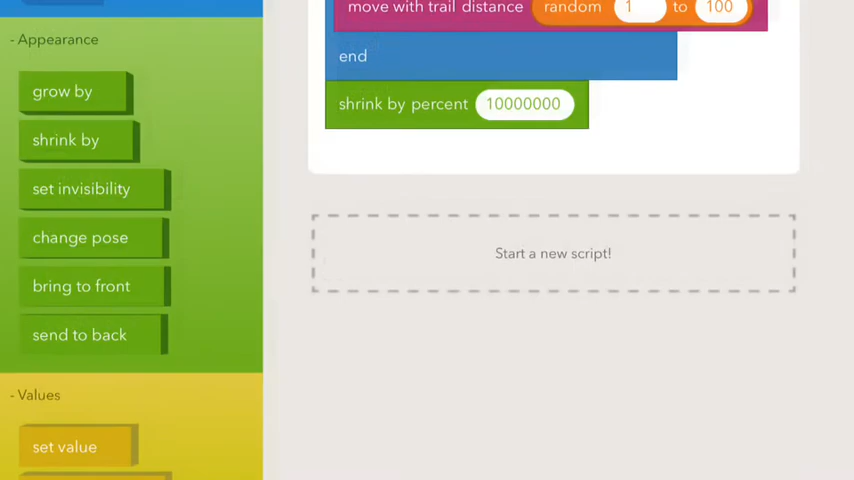 move with trail distance random 1 to 100
- Appearance
end
grow by
shrink by percent 10000000
shrink by
set invisibility
change pose
Start a new script!
bring to front
send to back
- Values
set value